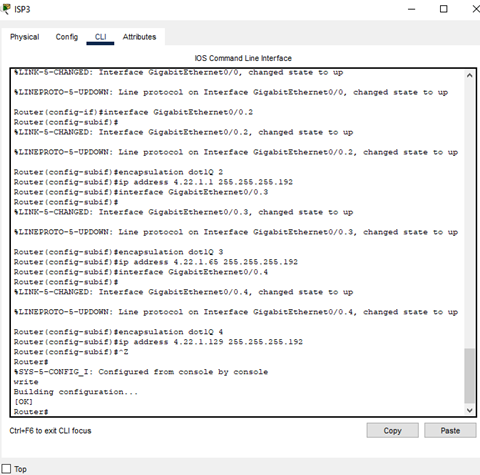 ISP3
Physical Config CLI Attributes
IOS Command Line Interface
%LINK-5-CHANGED: Interface GigabitEthernet0/0, changed state to up
%LINEPROTO-5-UPDOWN: Line protocol on Interface GigabitEthernet0/0, changed state to up
Router(config-if)#interface GigabitEthernet0/0.2
Router(config-subif)#
%LINK-5-CHANGED: Interface GigabitEthernet0/0.2, changed state to up
%LINEPROTO-5-UPDOWN: Line protocol on Interface GigabitEthernet0/0.2, changed state to up
Router(config-subif)#encapsulation dot1Q 2
Router(config-subif)#ip address 4.22.1.1 255.255.255.192
Router(config-subif)#interface GigabitEthernet0/0.3
Router(config-subif)#
%LINK-5-CHANGED: Interface GigabitEthernet0/0.3, changed state to up
%LINEPROTO-5-UPDOWN: Line protocol on Interface GigabitEthernet0/0.3, changed state to up
Router(config-subif)#encapsulation dot1Q 3
Router(config-subif)#ip address 4.22.1.65 255.255.255.192
Router(config-subif)#interface GigabitEthernet0/0.4
Router(config-subif)#
%LINK-5-CHANGED: Interface GigabitEthernet0/0.4, changed state to up
%LINEPROTO-5-UPDOWN: Line protocol on Interface GigabitEthernet0/0.4, changed state to up
Router(config-subif)#encapsulation dot1Q 4
Router(config-subif)#ip address 4.22.1.129 255.255.255.192
Router(config-subif)#^Z
Router#
%SYS-5-CONFIG_I: Configured from console by console
write
Building configuration...
[OK]
Router#
Ctrl+F6 to exit CLI focus Copy Paste
Top